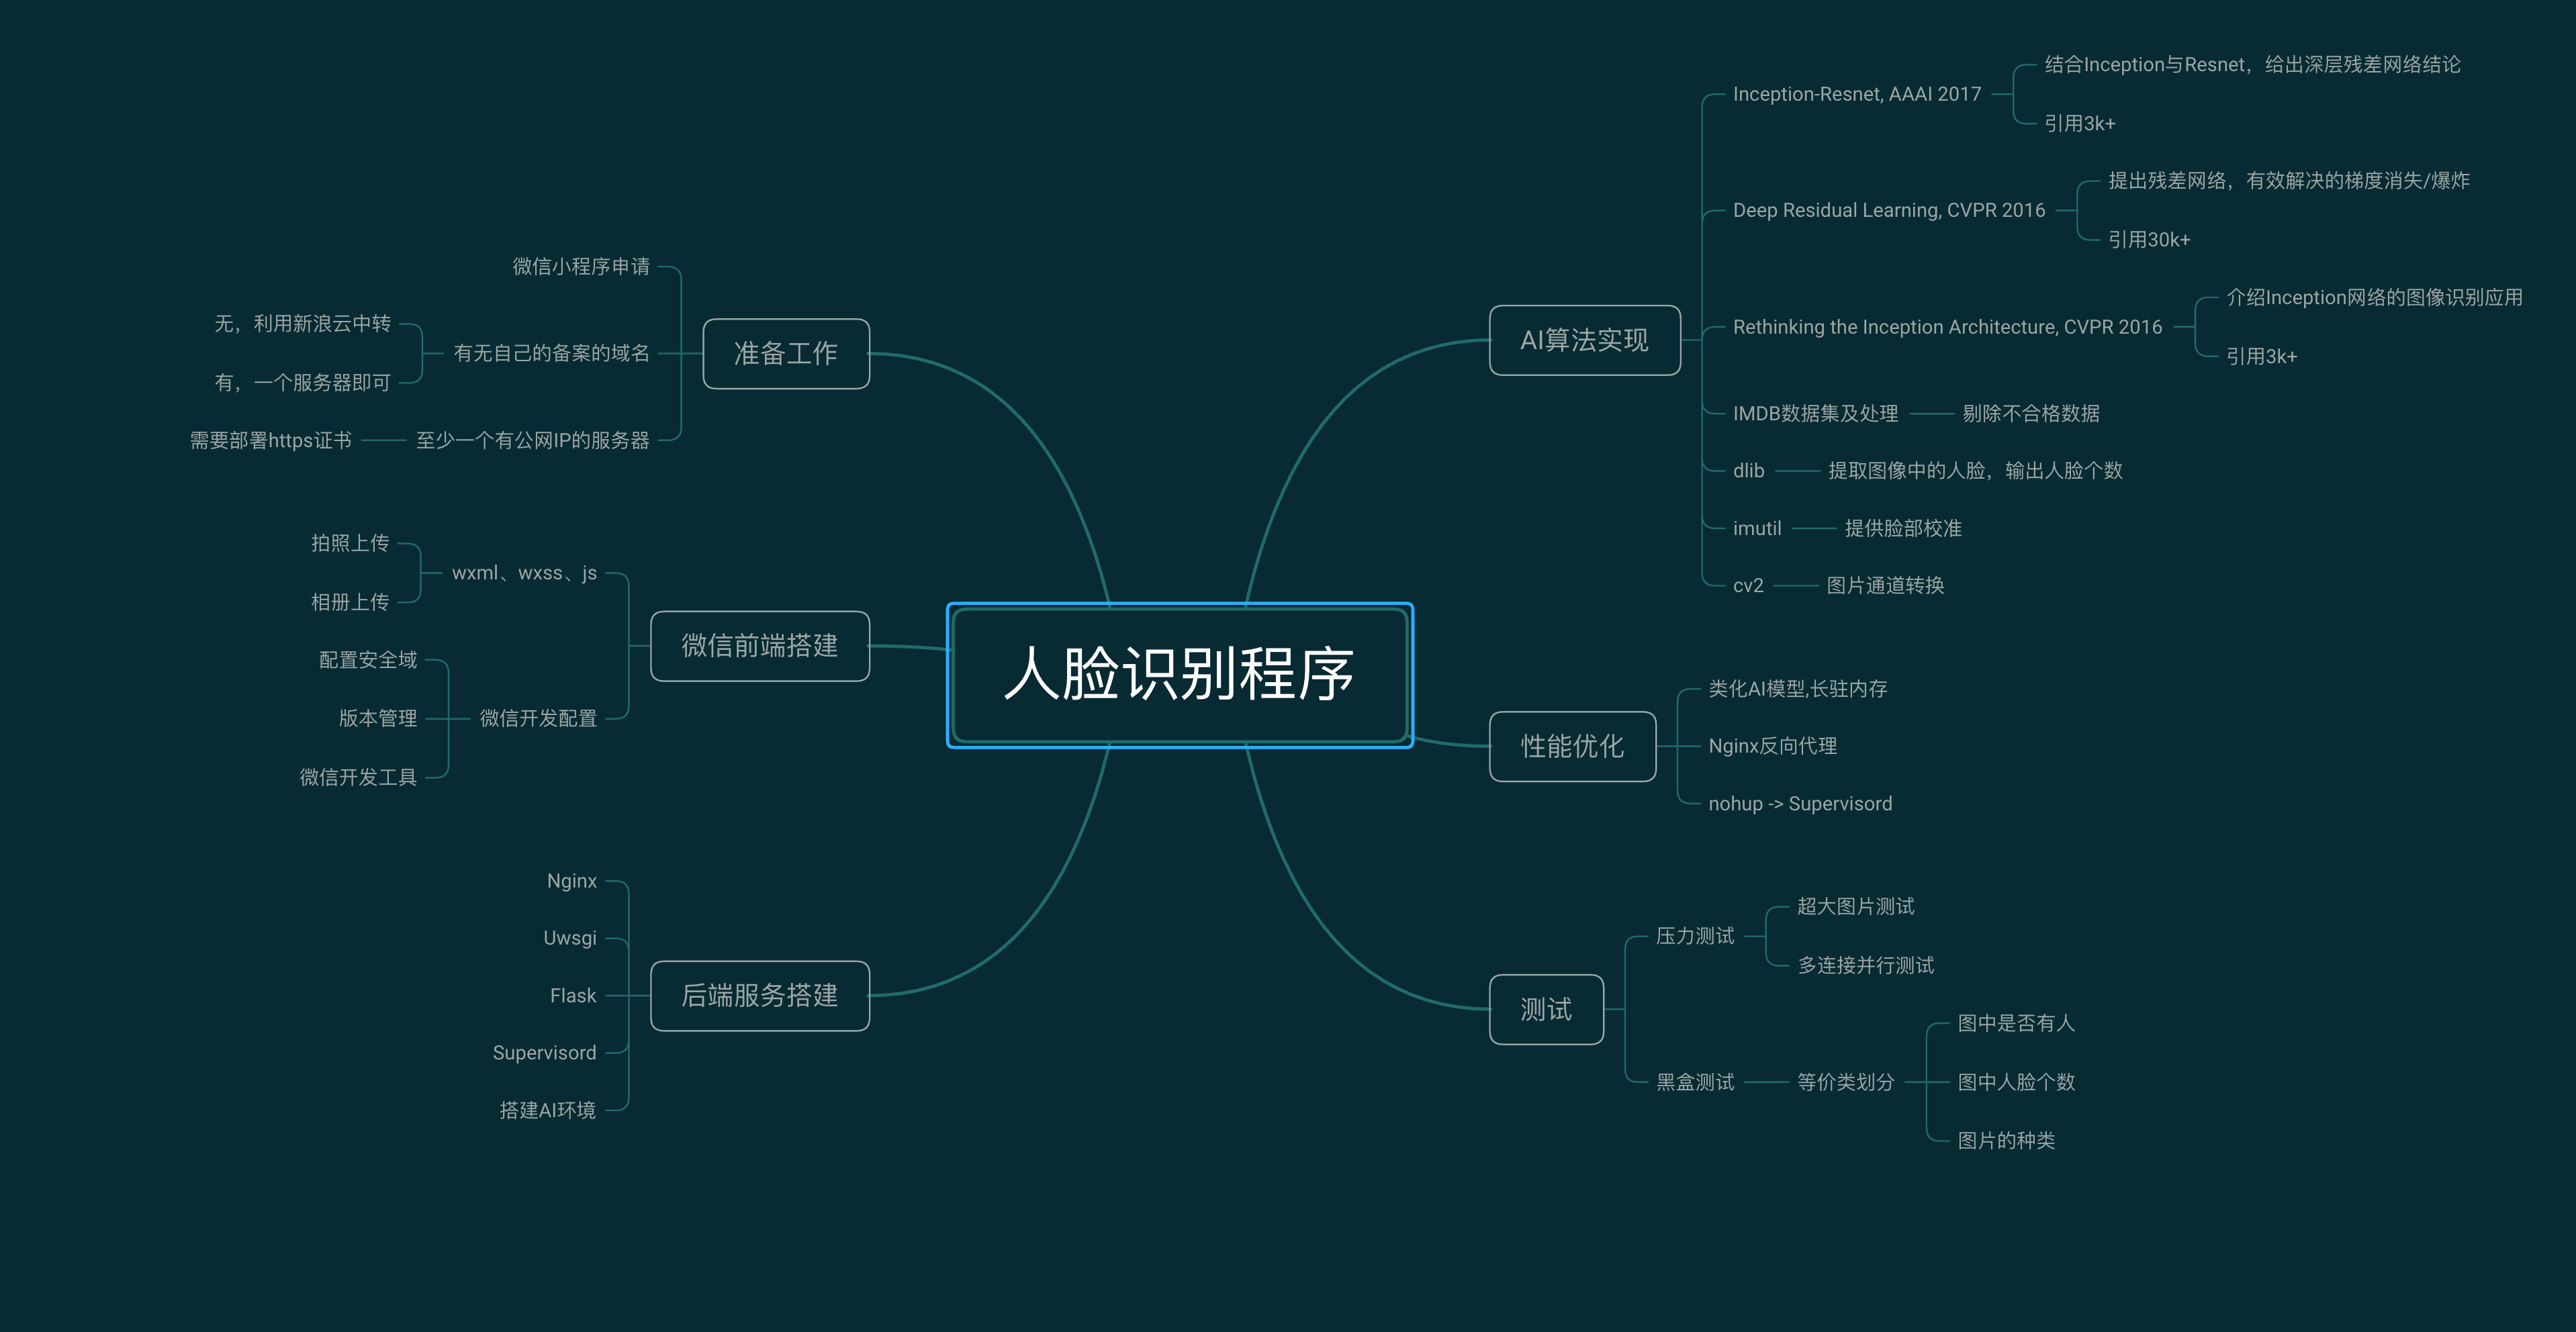 人脸识别程序
准备工作
微信小程序申请
有无自己的备案的域名
无，利用新浪云中转
有，一个服务器即可
至少一个有公网IP的服务器
需要部署https证书
微信前端搭建
wxml、wxss、js
拍照上传
相册上传
微信开发配置
配置安全域
版本管理
微信开发工具
后端服务搭建
Nginx
Uwsgi
Flask
Supervisord
搭建AI环境
AI算法实现
Inception-Resnet, AAAI 2017
结合Inception与Resnet，给出深层残差网络结论
引用3k+
Deep Residual Learning, CVPR 2016
提出残差网络，有效解决的梯度消失/爆炸
引用30k+
Rethinking the Inception Architecture, CVPR 2016
介绍Inception网络的图像识别应用
引用3k+
IMDB数据集及处理
剔除不合格数据
dlib
提取图像中的人脸，输出人脸个数
imutil
提供脸部校准
cv2
图片通道转换
性能优化
类化AI模型,长驻内存
Nginx反向代理
nohup -> Supervisord
测试
压力测试
超大图片测试
多连接并行测试
黑盒测试
等价类划分
图中是否有人
图中人脸个数
图片的种类